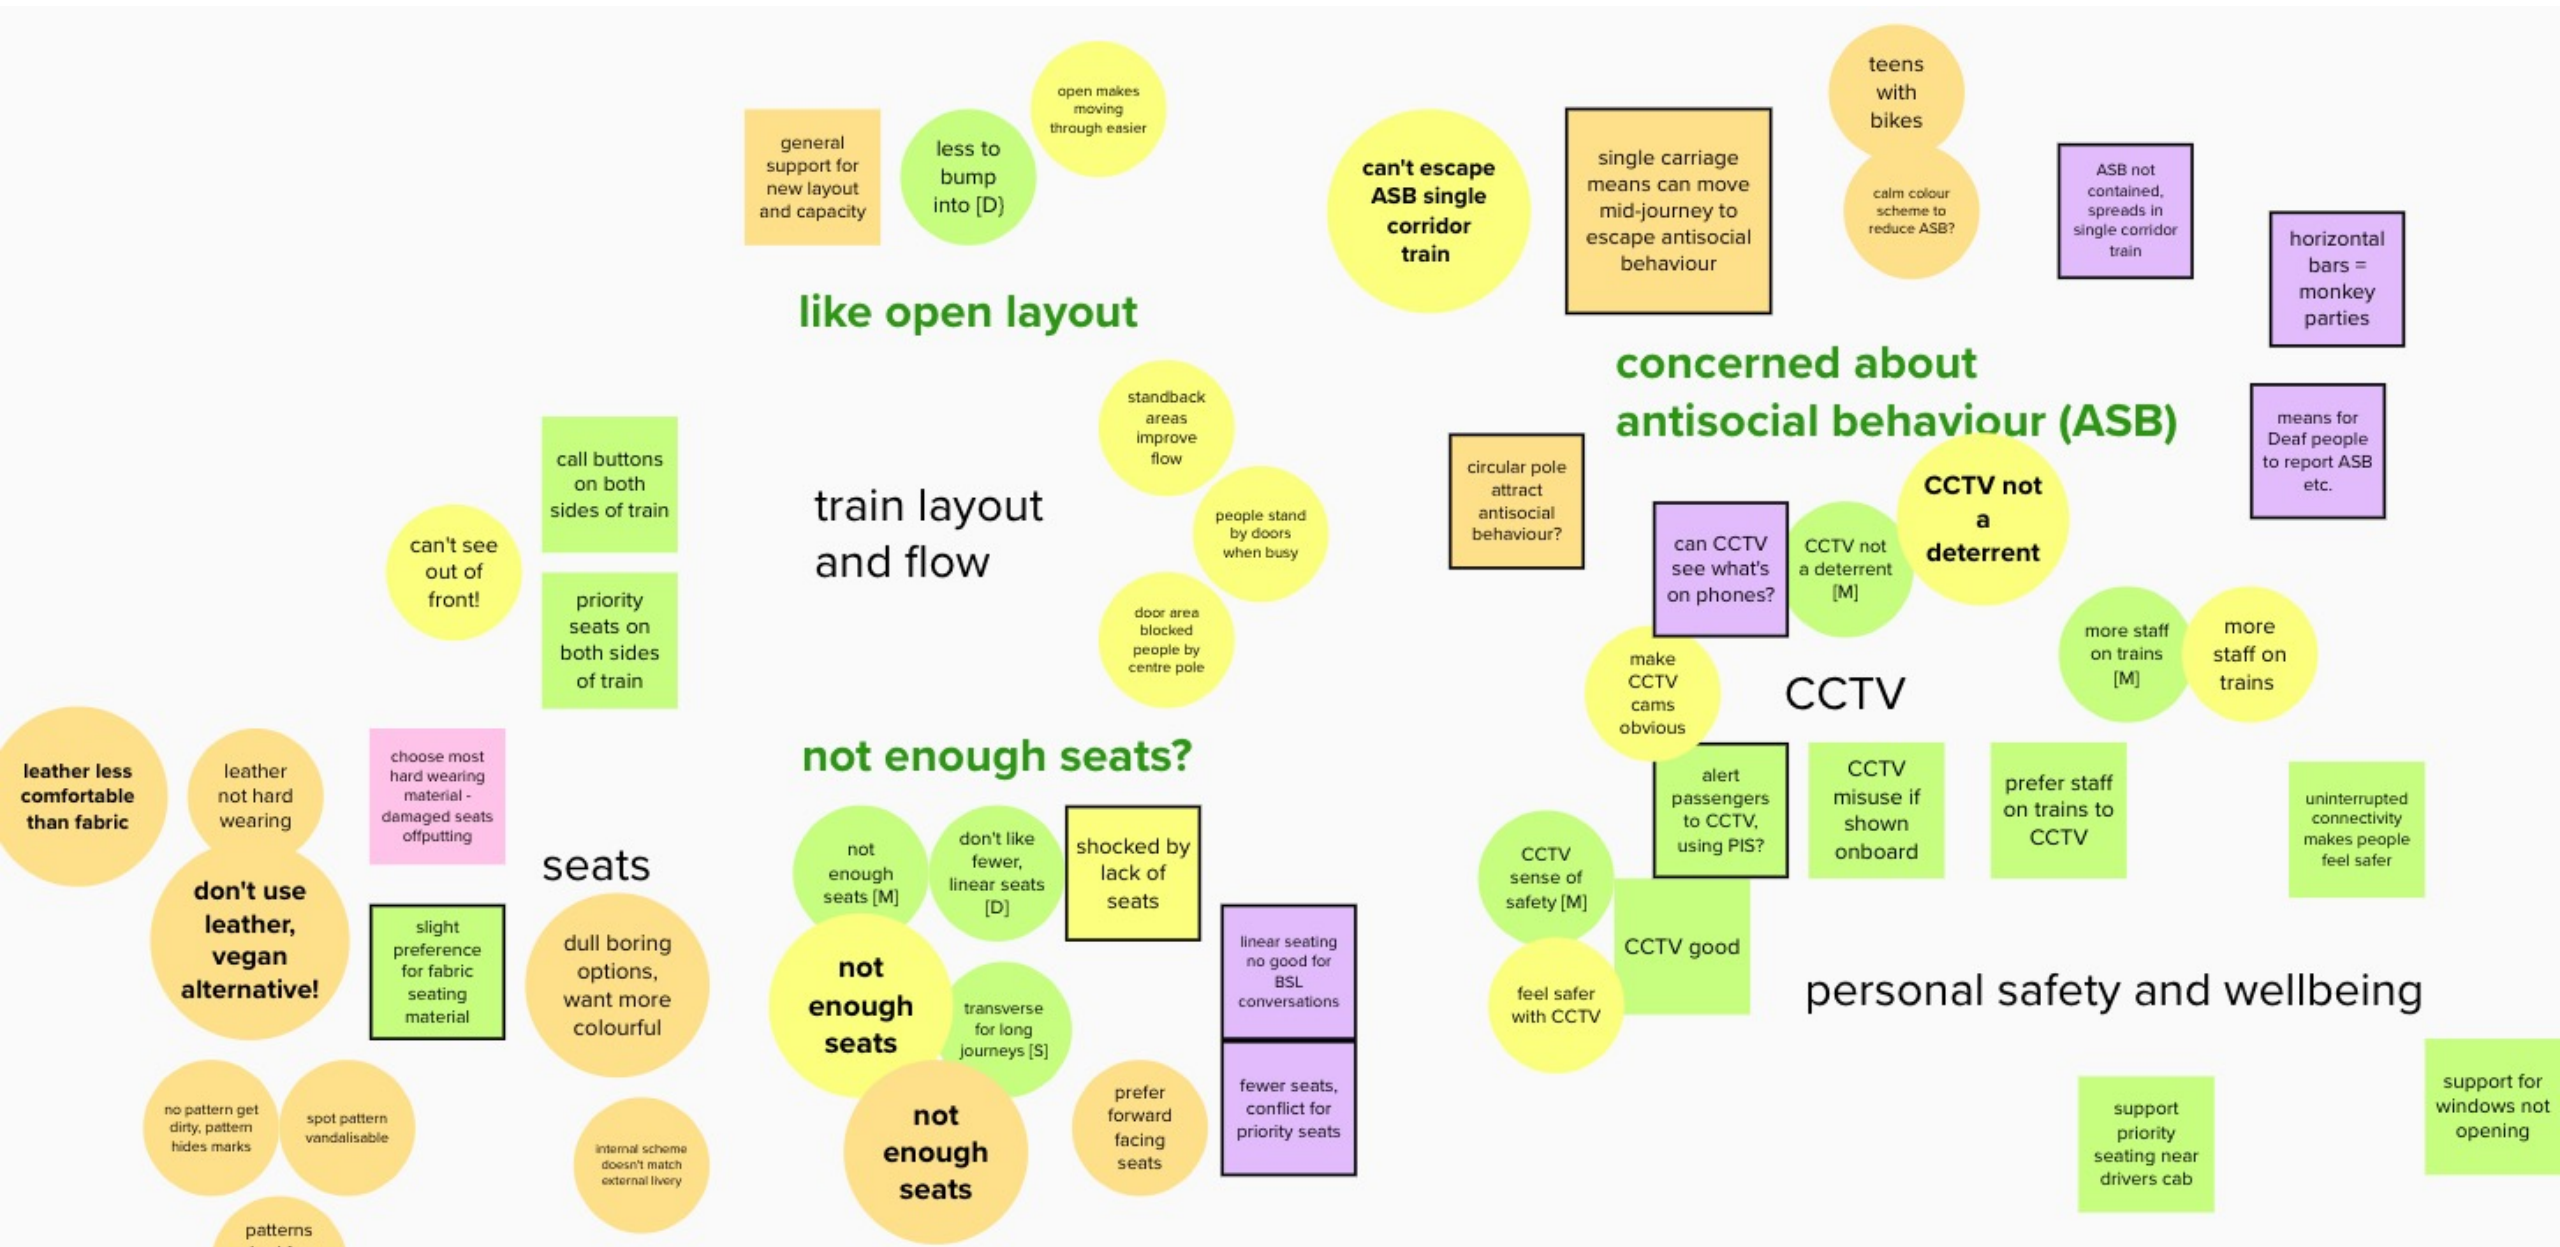 open makes
moving
through easier
general
support for
new layout
and capacity
less to
bump
into [D}
like open layout
teens
with
bikes
calm colour
scheme to
reduce ASB?
can't escape
ASB single
corridor
train
single carriage
means can move
mid-journey to
escape antisocial
behaviour
ASB not
contained,
spreads in
single corridor
train
horizontal
bars =
monkey
parties
concerned about
antisocial behaviour (ASB)
means for
Deaf people
to report ASB
etc.
circular pole
attract
antisocial
behaviour?
standback
areas
improve
flow
people stand
by doors
when busy
door area
blocked
people by
centre pole
train layout
and flow
call buttons
on both
sides of train
can't see
out of
front!
priority
seats on
both sides
of train
can CCTV
see what's
on phones?
CCTV not
a deterrent
[M]
CCTV not
a
deterrent
more staff
on trains
[M]
more
staff on
trains
make
CCTV
cams
obvious
CCTV
alert
passengers
to CCTV,
using PIS?
CCTV
misuse if
shown
onboard
prefer staff
on trains to
CCTV
uninterrupted
connectivity
makes people
feel safer
CCTV
sense of
safety [M]
CCTV good
feel safer
with CCTV
personal safety and wellbeing
support
priority
seating near
drivers cab
support for
windows not
opening
leather less
comfortable
than fabric
leather
not hard
wearing
choose most
hard wearing
material -
damaged seats
offputting
don't use
leather,
vegan
alternative!
slight
preference
for fabric
seating
material
seats
dull boring
options,
want more
colourful
no pattern get
dirty, pattern
hides marks
spot pattern
vandalisable
internal scheme
doesn't match
external livery
patterns
not enough seats?
not
enough
seats [M]
don't like
fewer,
linear seats
[D]
shocked by
lack of
seats
not
enough
seats
transverse
for long
journeys [S]
not
enough
seats
prefer
forward
facing
seats
linear seating
no good for
BSL
conversations
fewer seats,
conflict for
priority seats